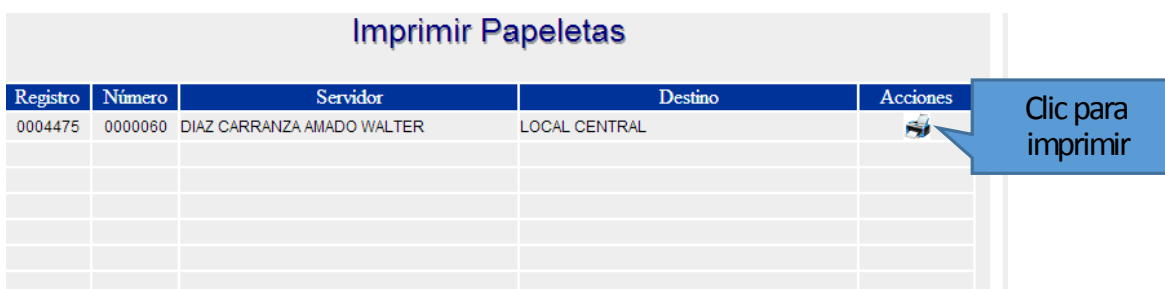 Imprimir Papeletas
Registro Número Servidor Destino Acciones
0004475 0000060 DIAZ CARRANZA AMADO WALTER LOCAL CENTRAL
Clic para
imprimir